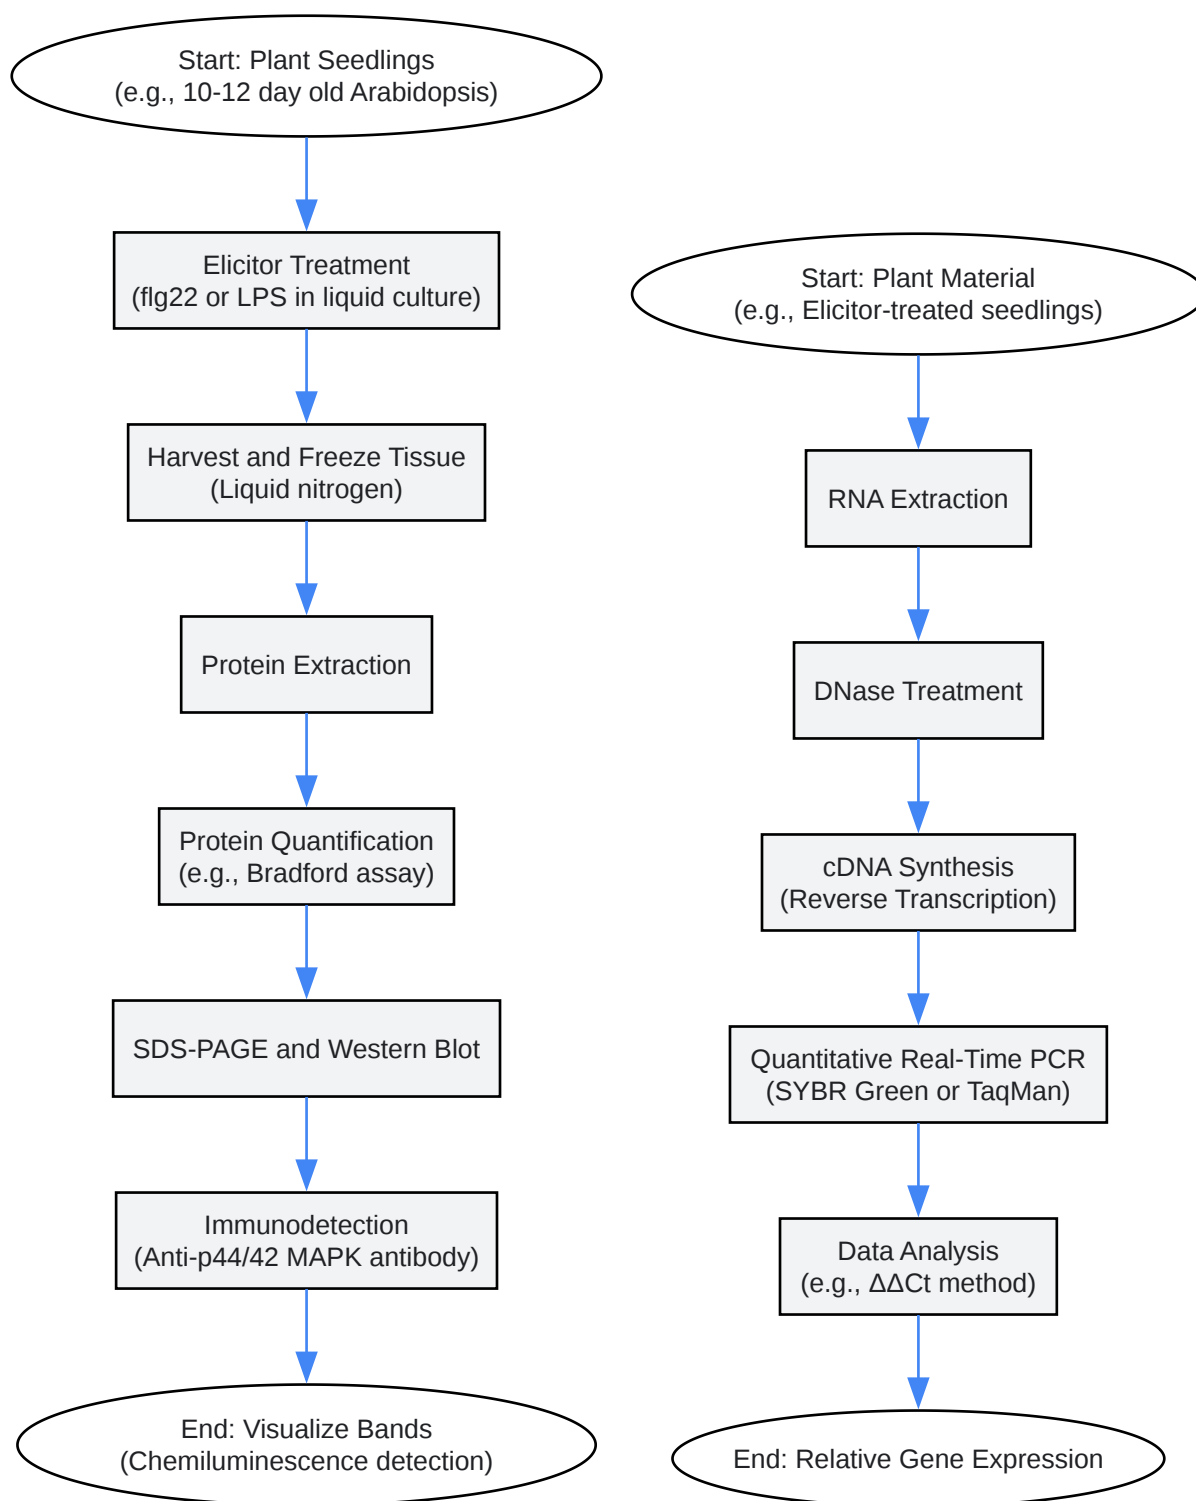 Start: Plant Seedlings
(e.g., 10-12 day old Arabidopsis)
Elicitor Treatment
(flg22 or LPS in liquid culture)
Harvest and Freeze Tissue
(Liquid nitrogen)
Protein Extraction
Protein Quantification
(e.g., Bradford assay)
SDS-PAGE and Western Blot
Immunodetection
(Anti-p44/42 MAPK antibody)
End: Visualize Bands
(Chemiluminescence detection)
Start: Plant Material
(e.g., Elicitor-treated seedlings)
RNA Extraction
DNase Treatment
cDNA Synthesis
(Reverse Transcription)
Quantitative Real-Time PCR
(SYBR Green or TaqMan)
Data Analysis
(e.g., ΔΔCt method)
End: Relative Gene Expression